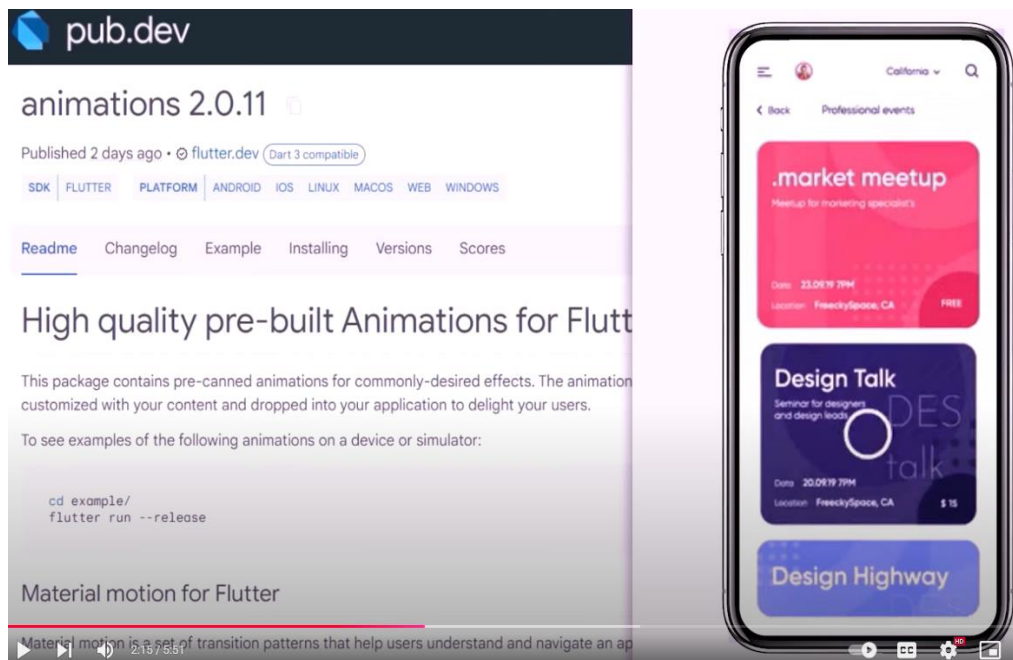 pub.dev
animations 2.0.11
Published 2 days ago • flutter.dev Dart 3 compatible
SDK FLUTTER PLATFORM ANDROID IOS LINUX MACOS WEB WINDOWS
Readme Changelog Example Installing Versions Scores
High quality pre-built Animations for Flutt
This package contains pre-canned animations for commonly-desired effects. The animation
customized with your content and dropped into your application to delight your users.
To see examples of the following animations on a device or simulator:
cd example/
flutter run --release
Material motion for Flutter
Material motion is a set of transition patterns that help users understand and navigate an ap
2:15 / 5:51
California
Back Professional events
.market meetup
Meetup for marketing specialist's
Data 23.09.19 7PM
Location FreeckySpace, CA FREE
Design Talk
Seminar for designers
and design leads
DES
talk
Data 20.09.19 7PM
Location FreeckySpace, CA $ 15
Design Highway
DES
CC HD